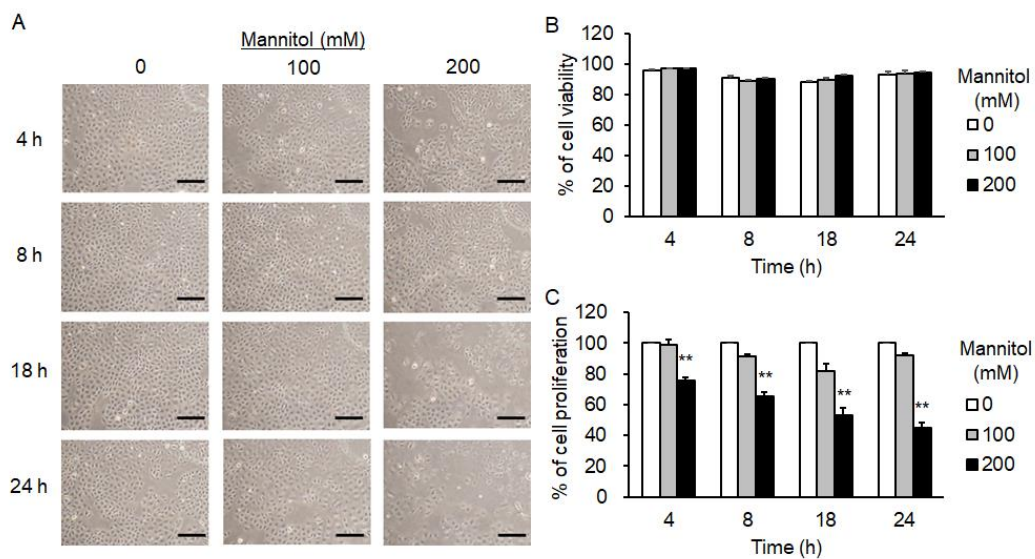 A
Mannitol (mM)
0 100 200
4 h
8 h
18 h
24 h
B
120
100
80
60
40
20
0
% of cell viability
4 8 18 24
Time (h)
Mannitol
(mM)
0
100
200
C
120
100
80
60
40
20
0
% of cell proliferation
** ** ** **
4 8 18 24
Time (h)
Mannitol
(mM)
0
100
200